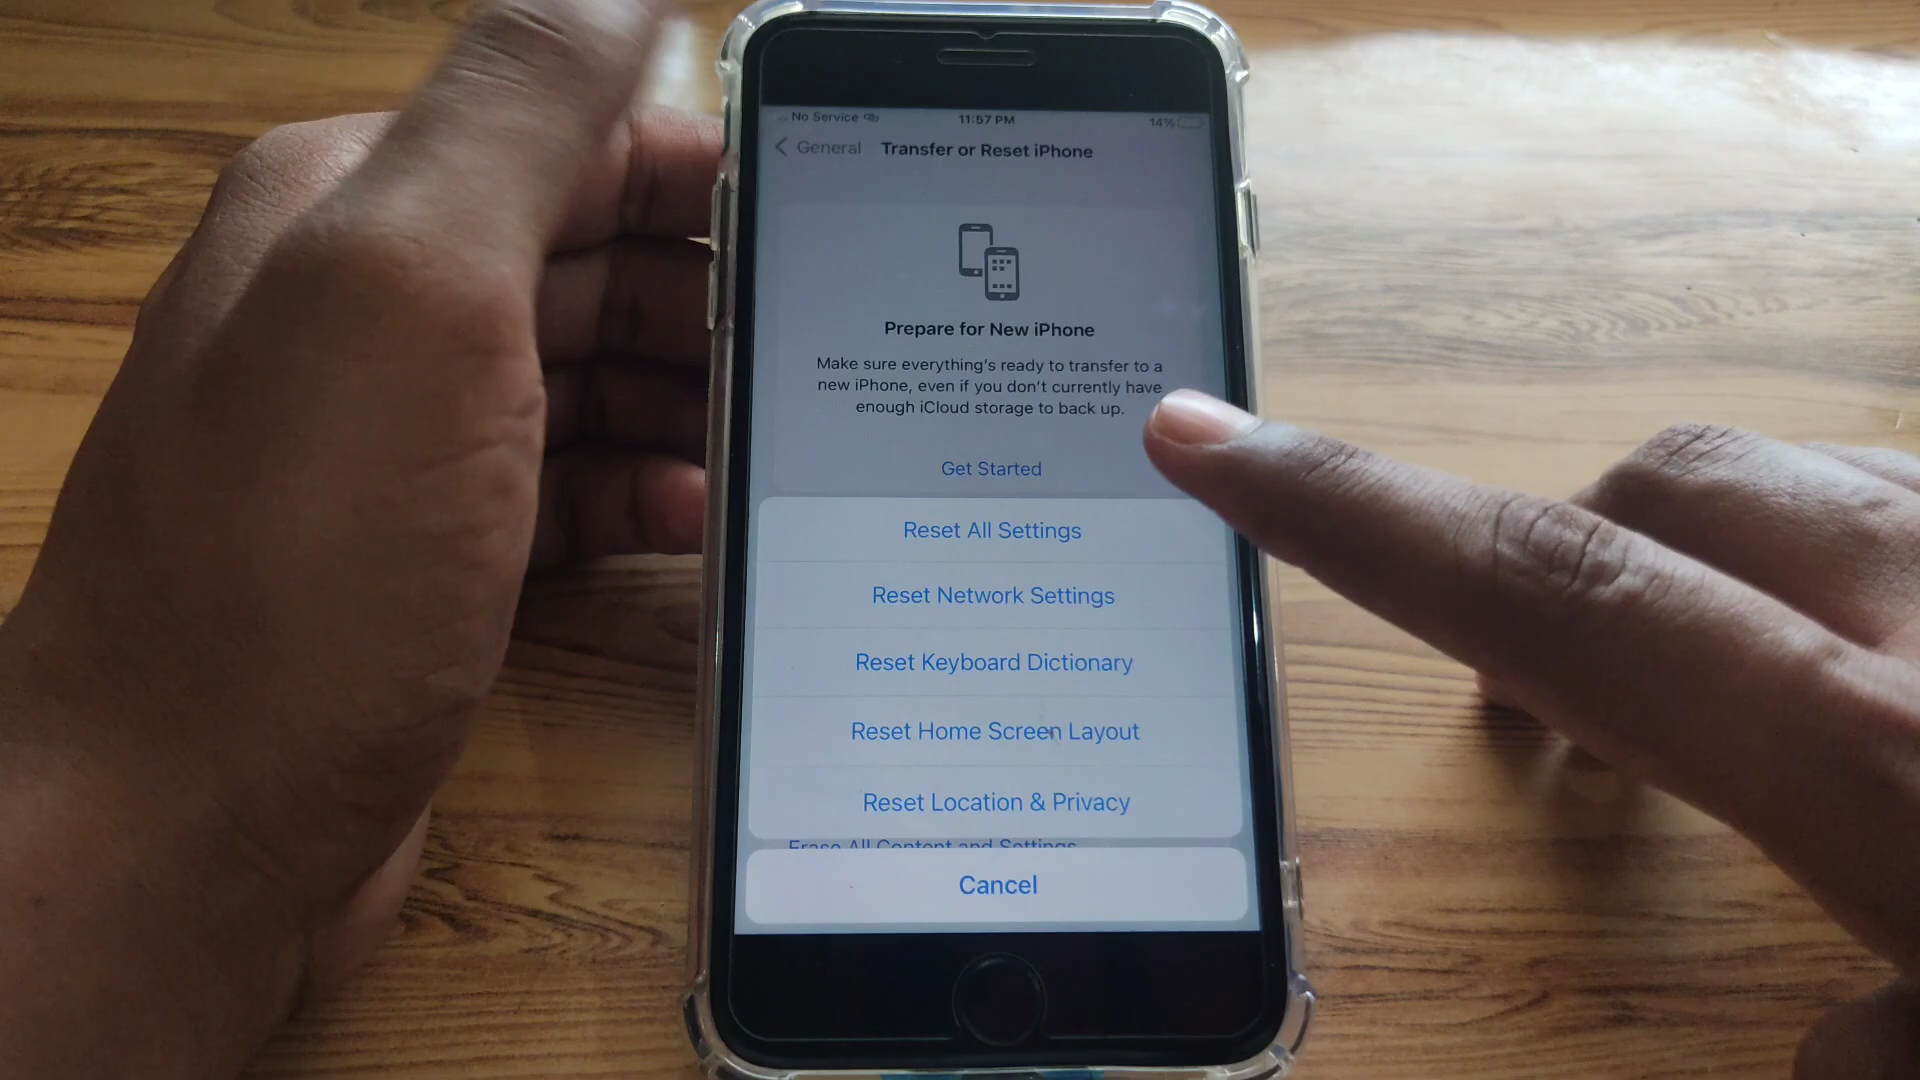 No Service
11:57 PM
14%
General
Transfer or Reset iPhone
Prepare for New iPhone
Make sure everything's ready to transfer to a
new iPhone, even if you don't currently have
enough iCloud storage to back up.
Get Started
Reset All Settings
Reset Network Settings
Reset Keyboard Dictionary
Reset Home Screen Layout
Reset Location & Privacy
Erase All Content and Settings
Cancel